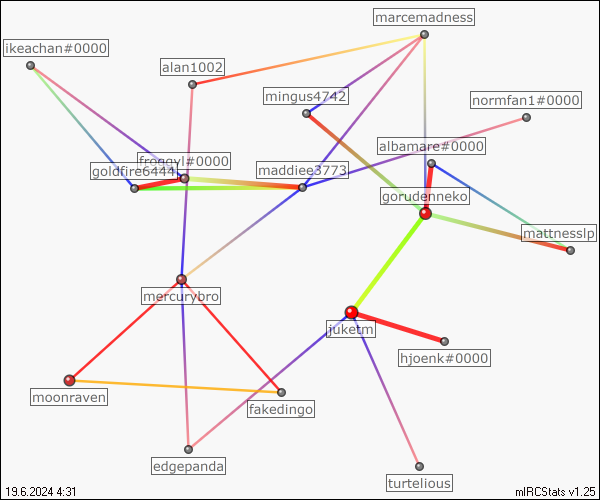 marcemadness
ikeachan#0000
alan1002
mingus4742
normfan1#0000
albamare#0000
froggyl#0000
goldfire6444
maddiee3773
gorudenneko
mattnesslp
mercurybro
juketm
hjoenk#0000
moonraven
fakedingo
edgepanda
turtelious
19.6.2024 4:31
mIRCStats v1.25